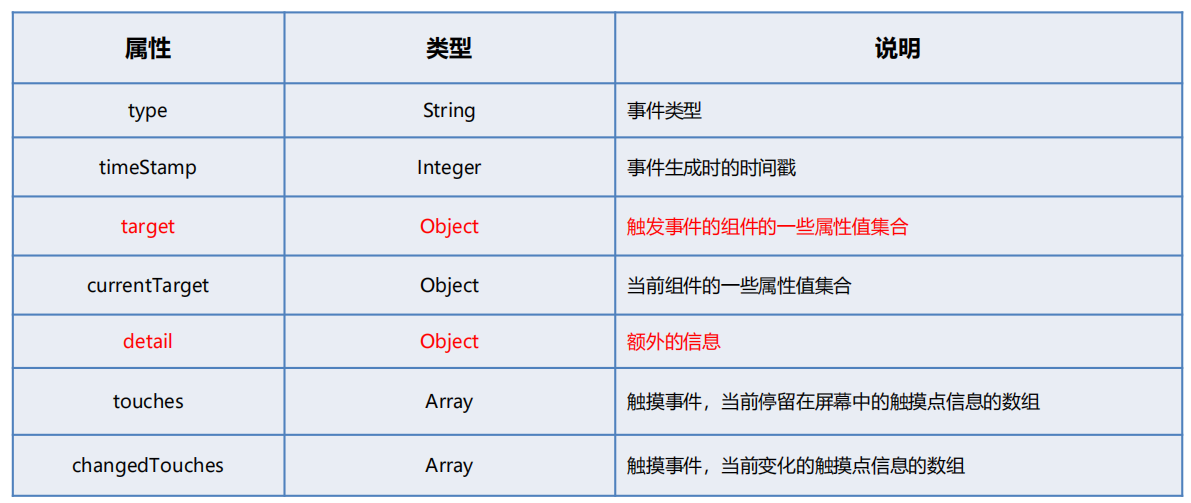 属性 类型 说明
type String 事件类型
timeStamp Integer 事件生成时的时间戳
target Object 触发事件的组件的一些属性值集合
currentTarget Object 当前组件的一些属性值集合
detail Object 额外的信息
touches Array 触摸事件，当前停留在屏幕中的触摸点信息的数组
changedTouches Array 触摸事件，当前变化的触摸点信息的数组